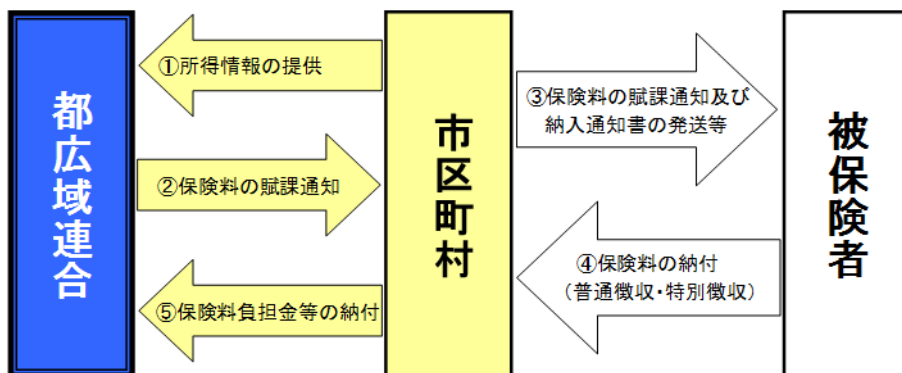 都広域連合
①所得情報の提供
②保険料の賦課通知
⑤保険料負担金等の納付
市区町村
③保険料の賦課通知及び
納入通知書の発送等
④保険料の納付
（普通徴収・特別徴収）
被保険者